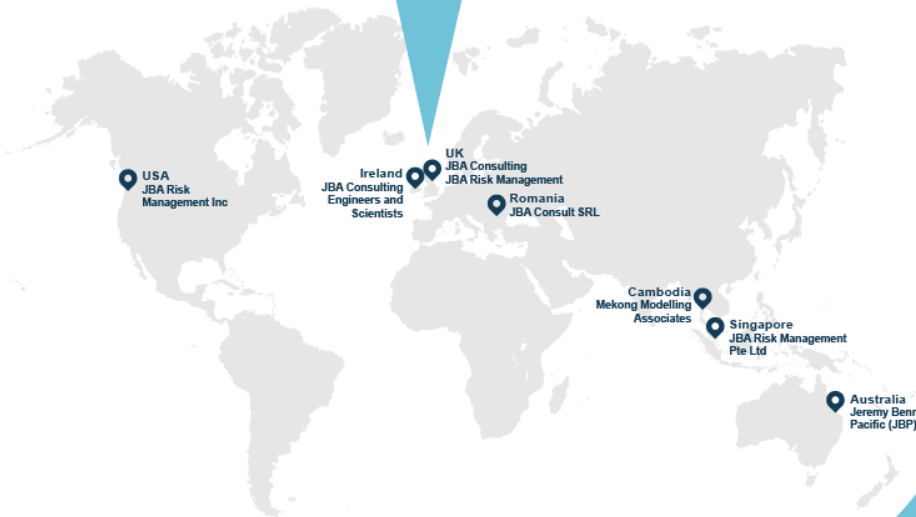 USA
JBA Risk
Management Inc
Ireland
JBA Consulting
Engineers and
Scientists
UK
JBA Consulting
JBA Risk Management
Romania
JBA Consult SRL
Cambodia
Mekong Modelling
Associates
Singapore
JBA Risk Management
Pte Ltd
Australia
Jeremy
Pacific (JBP)